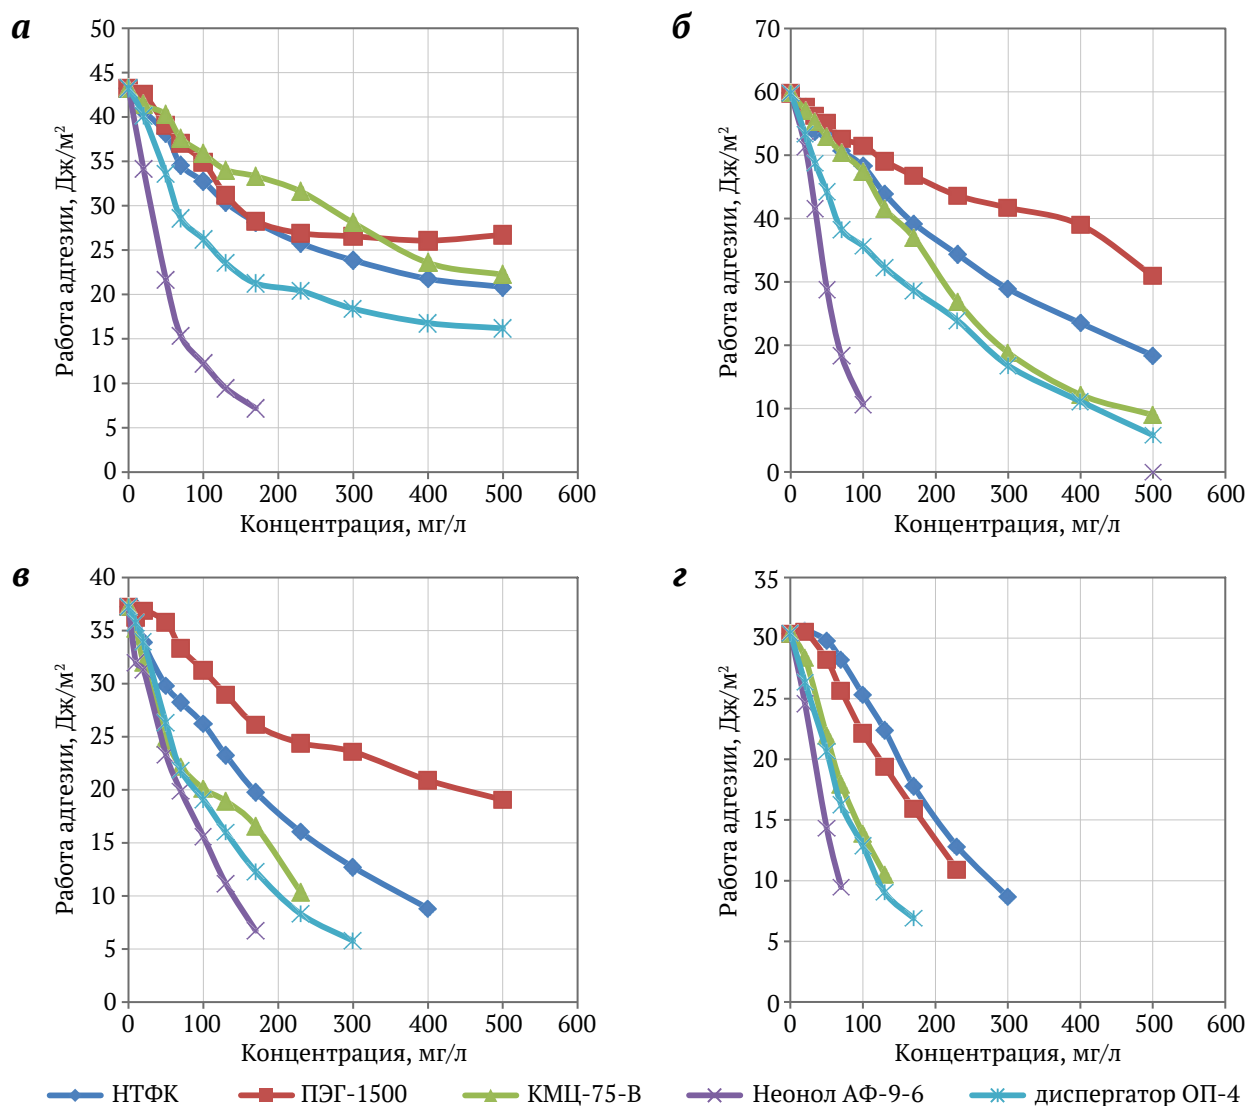 а
50
45
40
35
30
25
20
15
10
5
0
Работа адгезии, Дж/м²
0 100 200 300 400 500 600
Концентрация, мг/л
б
70
60
50
40
30
20
10
0
Работа адгезии, Дж/м²
0 100 200 300 400 500 600
Концентрация, мг/л
в
40
35
30
25
20
15
10
5
0
Работа адгезии, Дж/м²
0 100 200 300 400 500 600
Концентрация, мг/л
г
35
30
25
20
15
10
5
0
Работа адгезии, Дж/м²
0 100 200 300 400 500 600
Концентрация, мг/л
НТФК ПЭГ-1500 КМЦ-75-В Неонол АФ-9-6 диспергатор ОП-4